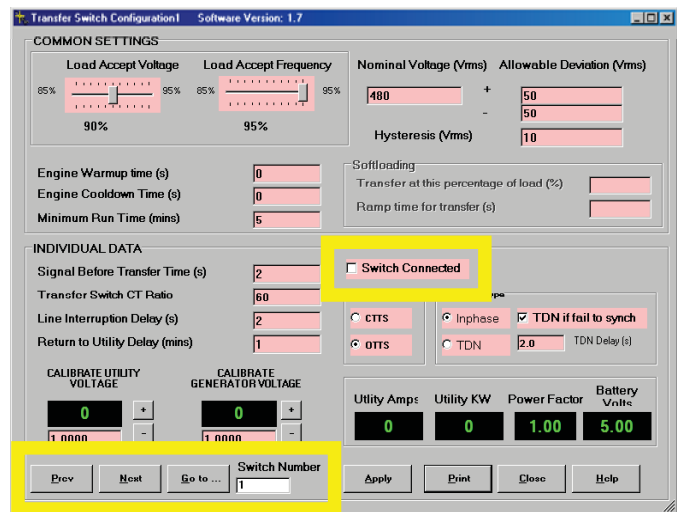 Transfer Switch Configuration1 Software Version: 1.7
COMMON SETTINGS
Load Accept Voltage
85% 95%
90%
Load Accept Frequency
85% 95%
95%
Nominal Voltage (Vrms)
480
Allowable Deviation (Vrms)
+ 50
- 50
Hysteresis (Vrms) 10
Engine Warmup time (s) 0
Engine Cooldown Time (s) 0
Minimum Run Time (mins) 5
Softloading
Transfer at this percentage of load (%)
Ramp time for transfer (s)
INDIVIDUAL DATA
Signal Before Transfer Time (s) 2
Transfer Switch CT Ratio 60
Line Interruption Delay (s) 2
Return to Utility Delay (mins) 1
Switch Connected
CTTS
OTTS
Inphase
TDN
TDN if fail to synch
2.0 TDN Delay (s)
CALIBRATE UTILITY
VOLTAGE
0 +
1.0000 -
CALIBRATE
GENERATOR VOLTAGE
0 +
1.0000 -
Utlity Amps
0
Utility KW
0
Power Factor
1.00
Battery
Volts
5.00
Prev Next Go to ...
Switch Number
1
Apply Print Close Help